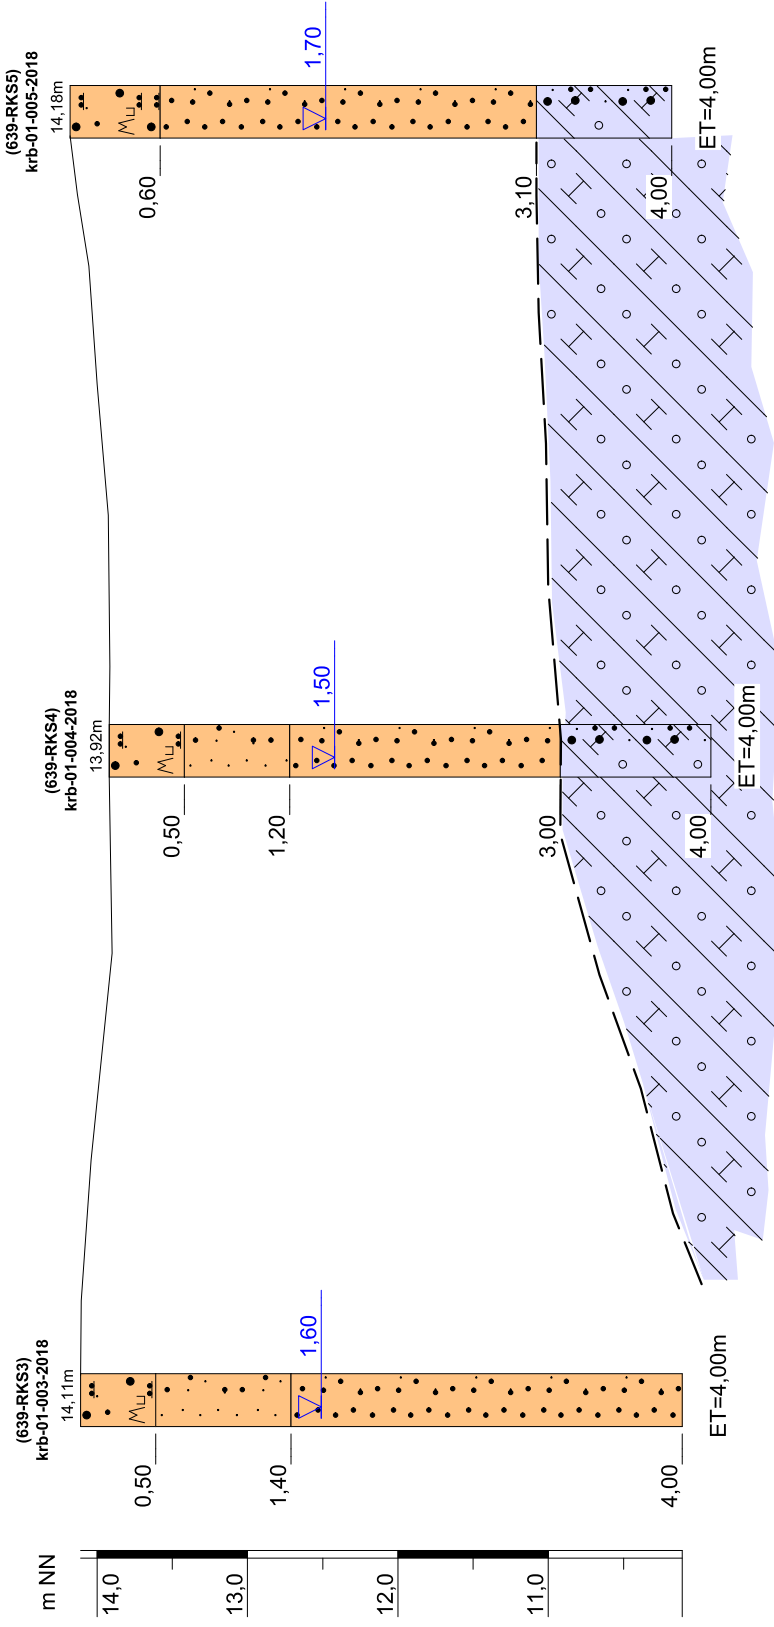 m NN
14,0
13,0
12,0
11,0
(639-RKS3)
krb-01-003-2018
14,11m
0,50
1,40
1,60
4,00
ET=4,00m
(639-RKS4)
krb-01-004-2018
13,92m
0,50
1,20
1,50
3,00
4,00
ET=4,00m
(639-RKS5)
krb-01-005-2018
14,18m
0,60
1,70
3,10
4,00
ET=4,00m